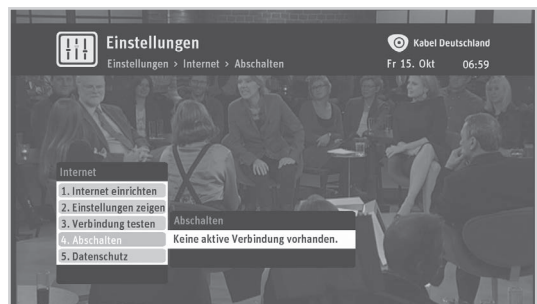 Einstellungen
Einstellungen > Internet > Abschalten
Kabel Deutschland
Fr 15. Okt 06:59
Internet
1. Internet einrichten
2. Einstellungen zeigen
3. Verbindung testen
4. Abschalten
5. Datenschutz
Abschalten
Keine aktive Verbindung vorhanden.